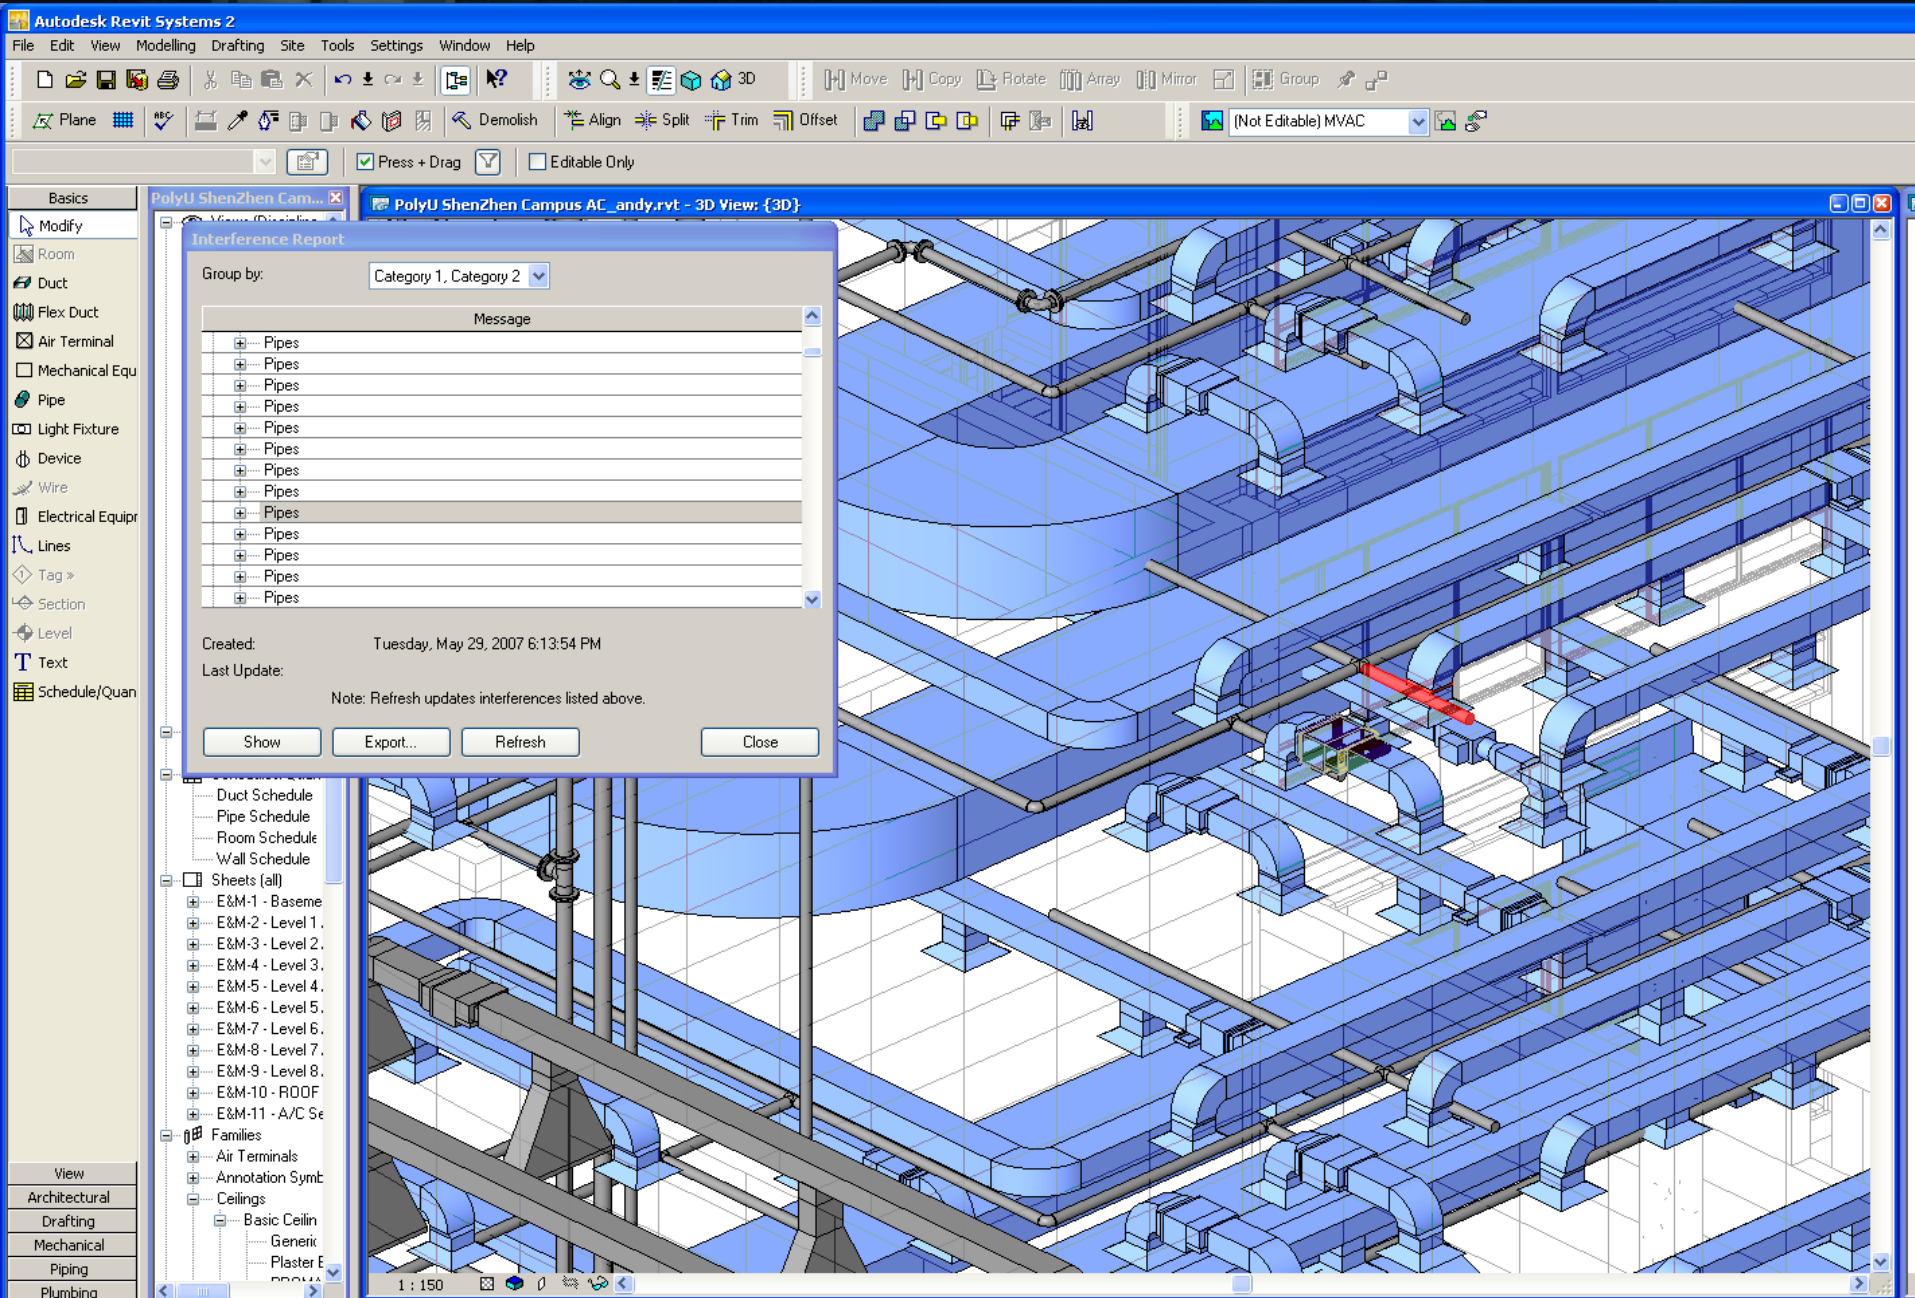 Autodesk Revit Systems 2
File Edit View Modelling Drafting Site Tools Settings Window Help
3D Move Copy Rotate Array Mirror Group
Plane ABC Demolish Align Split Trim Offset (Not Editable) MVAC
Press + Drag Editable Only
Basics
Modify
Room
Duct
Flex Duct
Air Terminal
Mechanical Equ
Pipe
Light Fixture
Device
Wire
Electrical Equipr
Lines
Tag »
Section
Level
Text
Schedule/Quan
View
Architectural
Drafting
Mechanical
Piping
Plumbing
PolyU ShenZhen Cam...
Duct Schedule
Pipe Schedule
Room Schedule
Wall Schedule
Sheets (all)
E&M-1 - Baseme
E&M-2 - Level 1.
E&M-3 - Level 2.
E&M-4 - Level 3.
E&M-5 - Level 4.
E&M-6 - Level 5.
E&M-7 - Level 6.
E&M-8 - Level 7.
E&M-9 - Level 8.
E&M-10 - ROOF
E&M-11 - A/C Se
Families
Air Terminals
Annotation Symb
Ceilings
Basic Ceilin
Generic
Plaster B
PolyU ShenZhen Campus AC_andy.rvt - 3D View: {3D}
Interference Report
Group by: Category 1, Category 2
Message
Pipes
Pipes
Pipes
Pipes
Pipes
Pipes
Pipes
Pipes
Pipes
Pipes
Pipes
Pipes
Pipes
Created: Tuesday, May 29, 2007 6:13:54 PM
Last Update:
Note: Refresh updates interferences listed above.
Show Export... Refresh Close
1 : 150